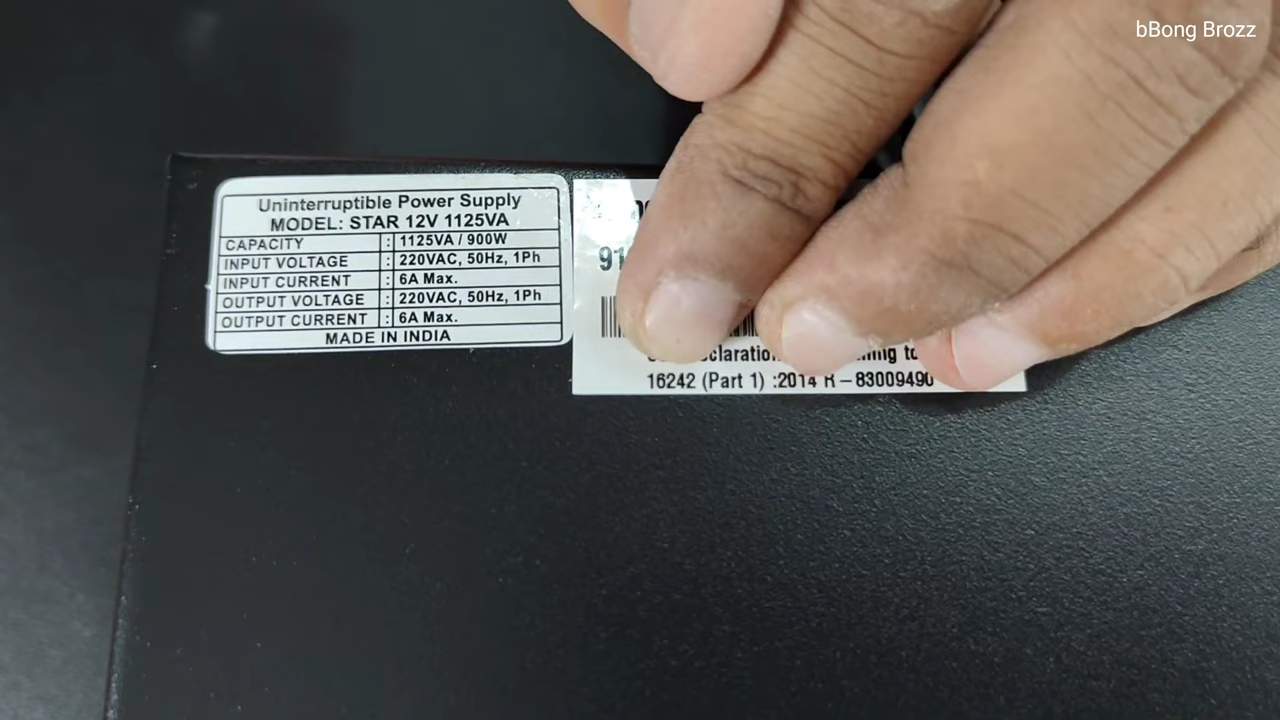 bBong Brozz
Uninterruptible Power Supply
MODEL: STAR 12V 1125VA
CAPACITY : 1125VA / 900W
INPUT VOLTAGE : 220VAC, 50Hz, 1Ph
INPUT CURRENT : 6A Max.
OUTPUT VOLTAGE : 220VAC, 50Hz, 1Ph
OUTPUT CURRENT : 6A Max.
MADE IN INDIA
91
16242 (Part 1) :2014 R – 83009490